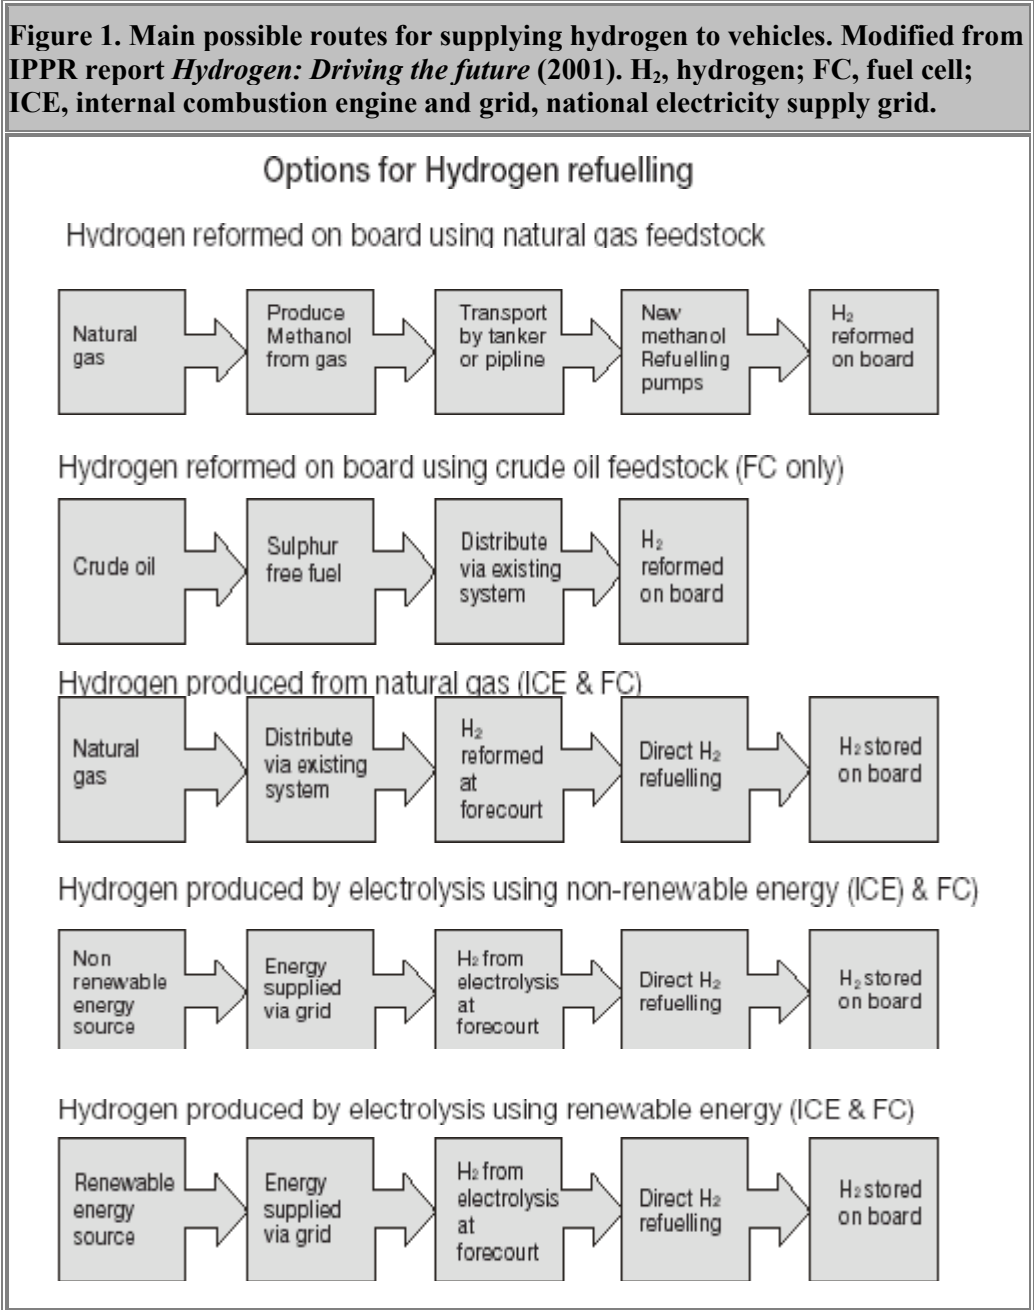 Figure 1. Main possible routes for supplying hydrogen to vehicles. Modified from
IPPR report Hydrogen: Driving the future (2001). H₂, hydrogen; FC, fuel cell;
ICE, internal combustion engine and grid, national electricity supply grid.
Options for Hydrogen refuelling
Hydrogen reformed on board using natural gas feedstock
Natural
gas
Produce
Methanol
from gas
Transport
by tanker
or pipline
New
methanol
Refuelling
pumps
H₂
reformed
on board
Hydrogen reformed on board using crude oil feedstock (FC only)
Crude oil
Sulphur
free fuel
Distribute
via existing
system
H₂
reformed
on board
Hydrogen produced from natural gas (ICE & FC)
Natural
gas
Distribute
via existing
system
H₂
reformed
at
forecourt
Direct H₂
refuelling
H₂ stored
on board
Hydrogen produced by electrolysis using non-renewable energy (ICE) & FC)
Non
renewable
energy
source
Energy
supplied
via grid
H₂ from
electrolysis
at
forecourt
Direct H₂
refuelling
H₂ stored
on board
Hydrogen produced by electrolysis using renewable energy (ICE & FC)
Renewable
energy
source
Energy
supplied
via grid
H₂ from
electrolysis
at
forecourt
Direct H₂
refuelling
H₂ stored
on board